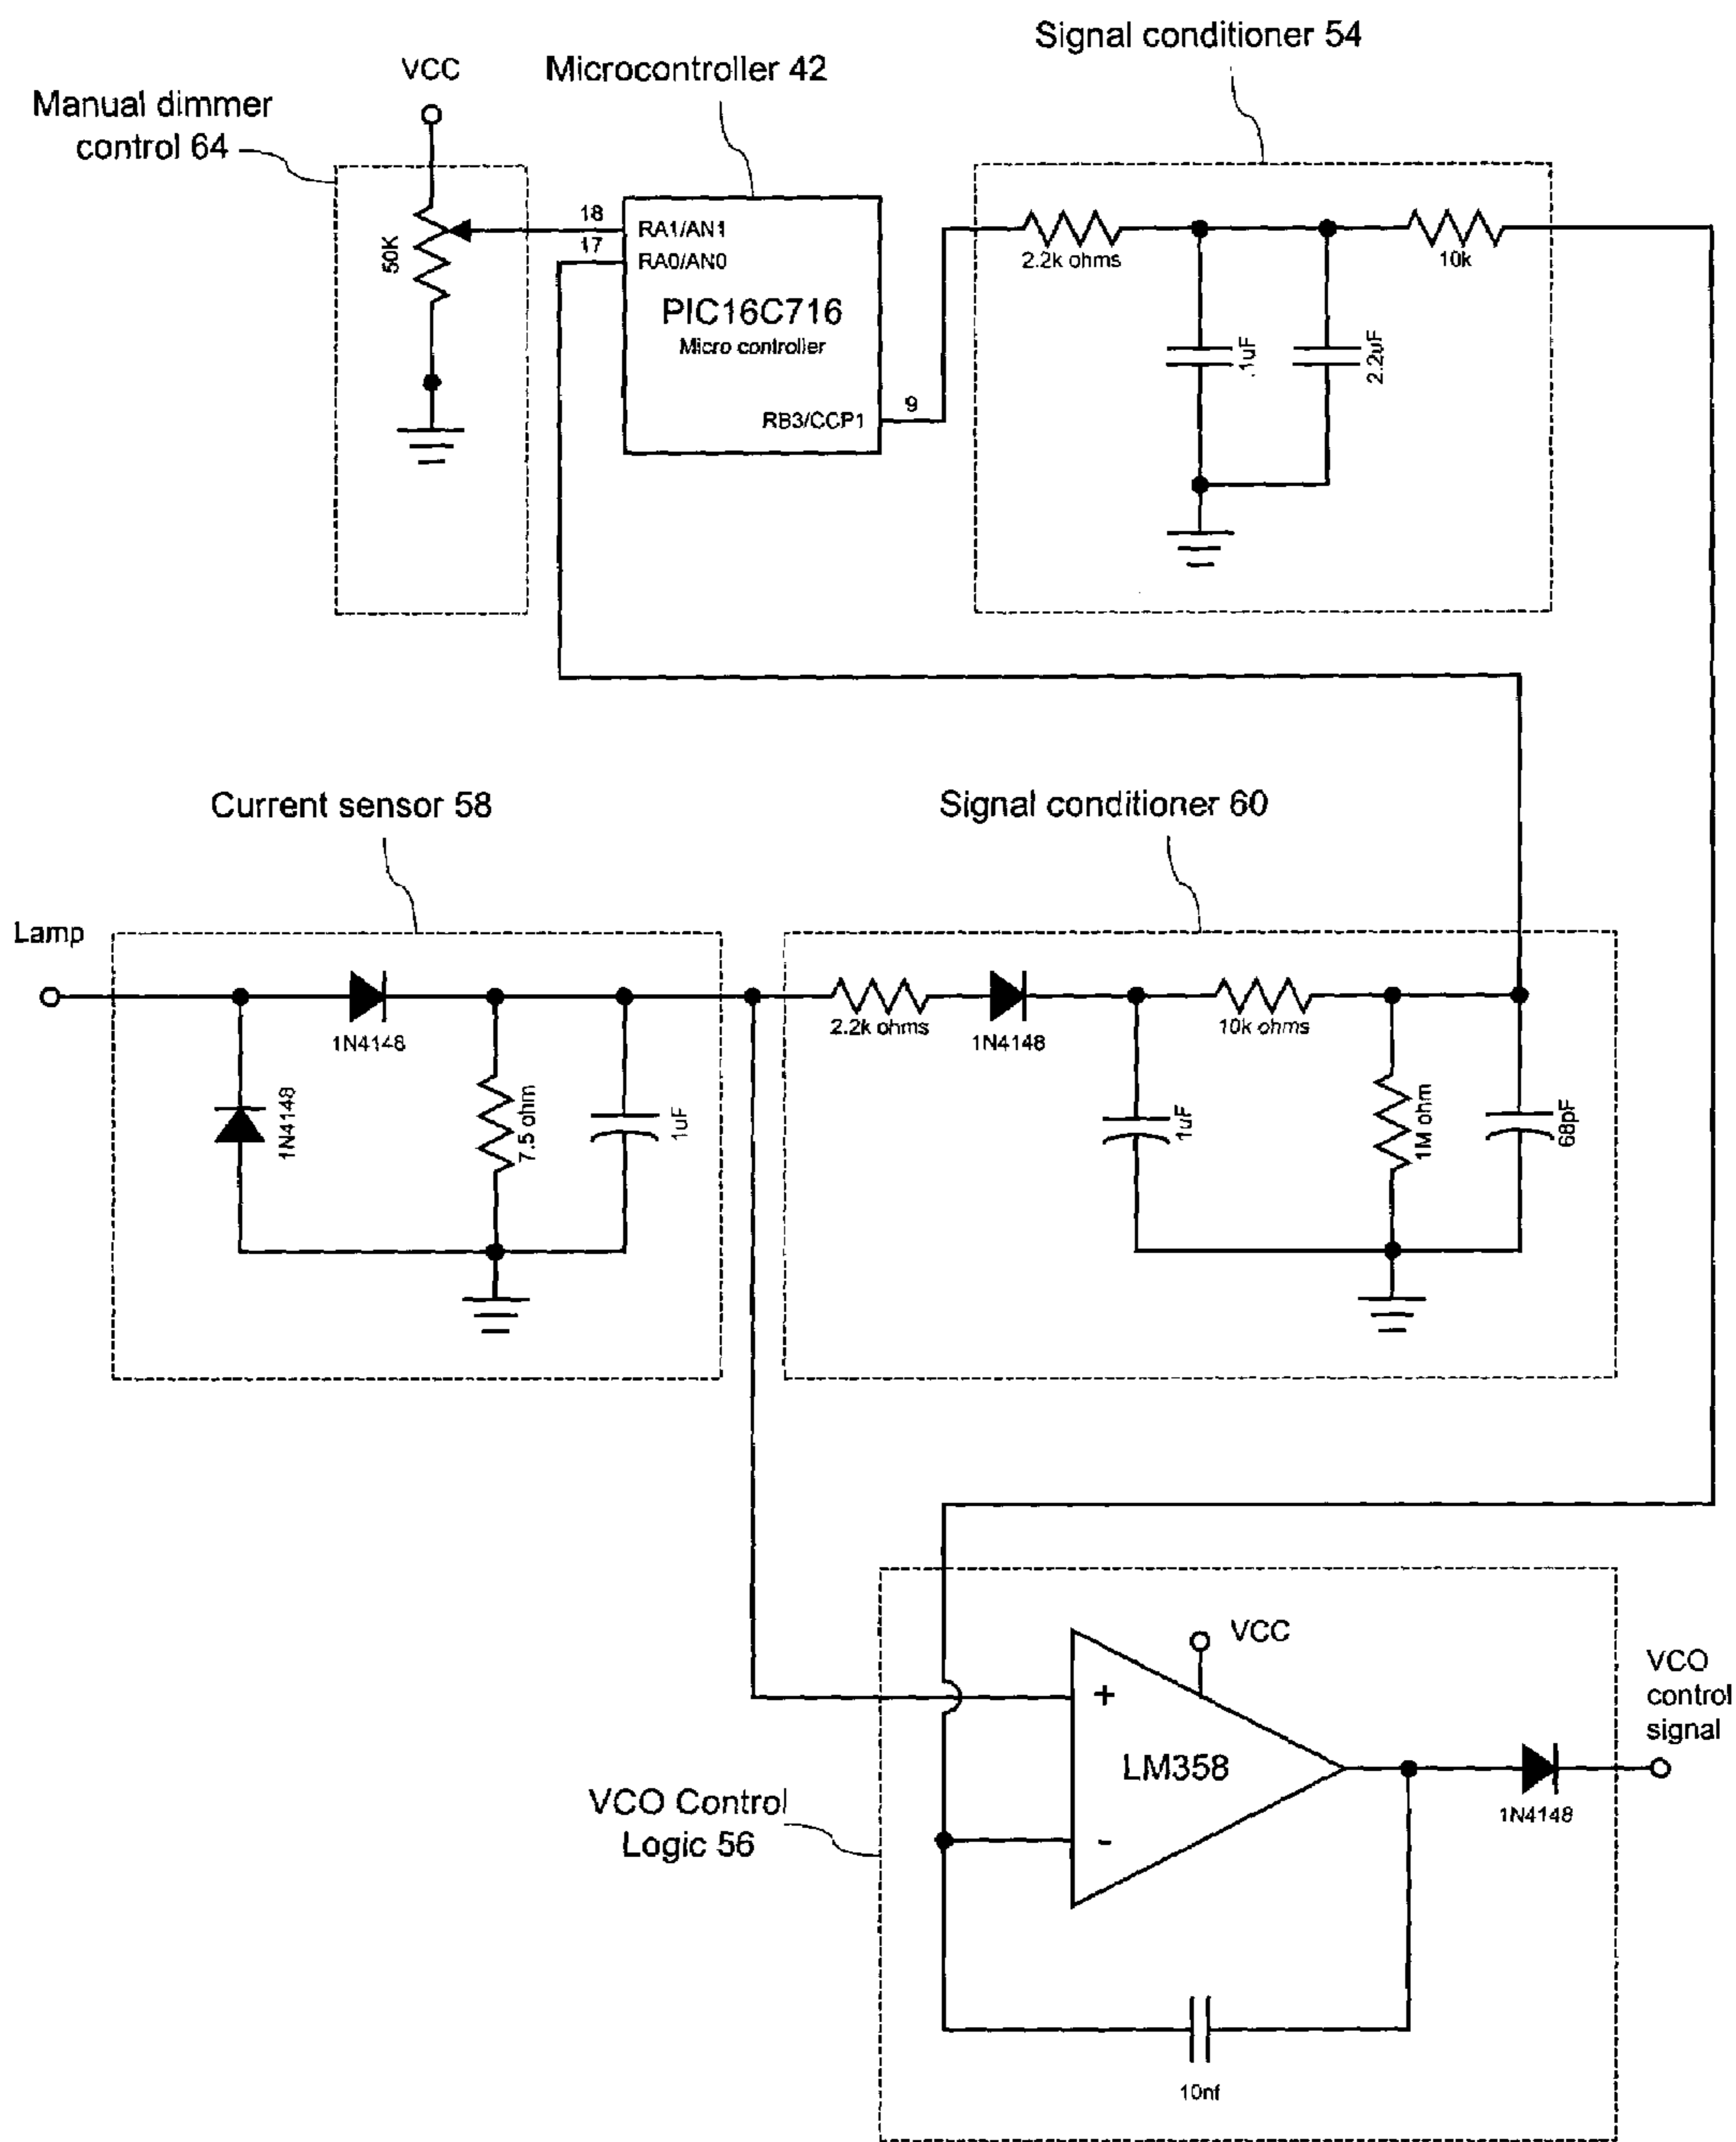 Signal conditioner 54
VCC
Microcontroller 42
Manual dimmer
control 64
50K
18
17
RA1/AN1
RA0/AN0
PIC16C716
Micro controller
RB3/CCP1
9
2.2k ohms
10k
.1uF
2.2uF
Current sensor 58
Signal conditioner 60
Lamp
1N4148
1N4148
7.5 ohm
1uF
2.2k ohms
1N4148
10k ohms
1uF
1M ohm
68pF
VCC
+
LM358
-
VCO
control
signal
1N4148
VCO Control
Logic 56
10nf